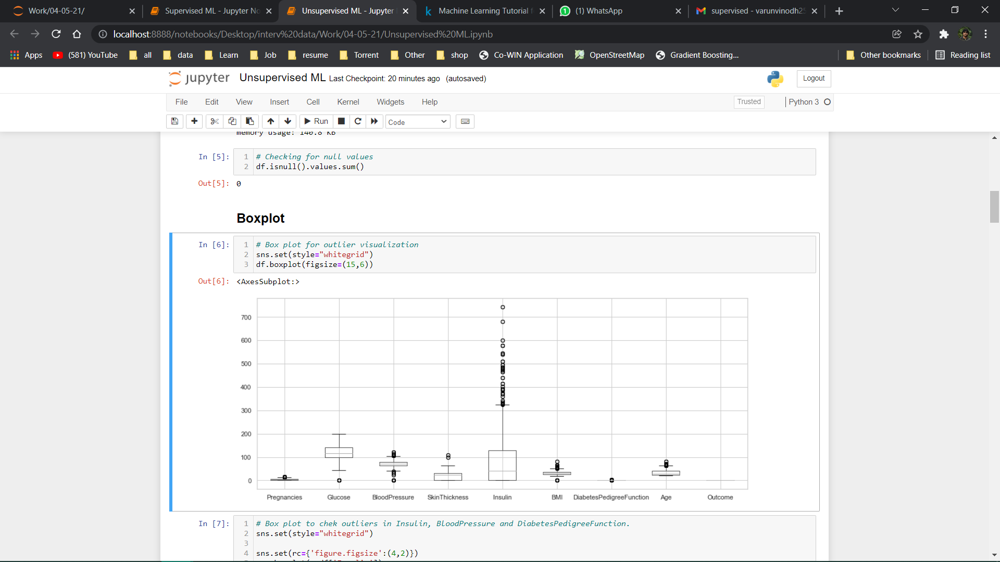 Work/04-05-21/
Supervised ML - Jupyter No
Unsupervised ML - Jupyter
Machine Learning Tutorial f
(1) WhatsApp
supervised - varunvinodh25
localhost:8888/notebooks/Desktop/interv%20data/Work/04-05-21/Unsupervised%20ML.ipynb
Apps (581) YouTube all data Learn Job resume Torrent Other shop Co-WIN Application OpenStreetMap Gradient Boosting... Other bookmarks Reading list
jupyter Unsupervised ML Last Checkpoint: 20 minutes ago (autosaved) Logout
File Edit View Insert Cell Kernel Widgets Help Trusted Python 3
Run Code
memory usage: 140.8 KB
In [5]: 1 # Checking for null values
2 df.isnull().values.sum()
Out[5]: 0
Boxplot
In [6]: 1 # Box plot for outlier visualization
2 sns.set(style="whitegrid")
3 df.boxplot(figsize=(15,6))
Out[6]: <AxesSubplot:>
700
600
500
400
300
200
100
0
Pregnancies Glucose BloodPressure SkinThickness Insulin BMI DiabetesPedigreeFunction Age Outcome
In [7]: 1 # Box plot to chek outliers in Insulin, BloodPressure and DiabetesPedigreeFunction.
2 sns.set(style="whitegrid")
3
4 sns.set(rc={'figure.figsize':(4,2)})